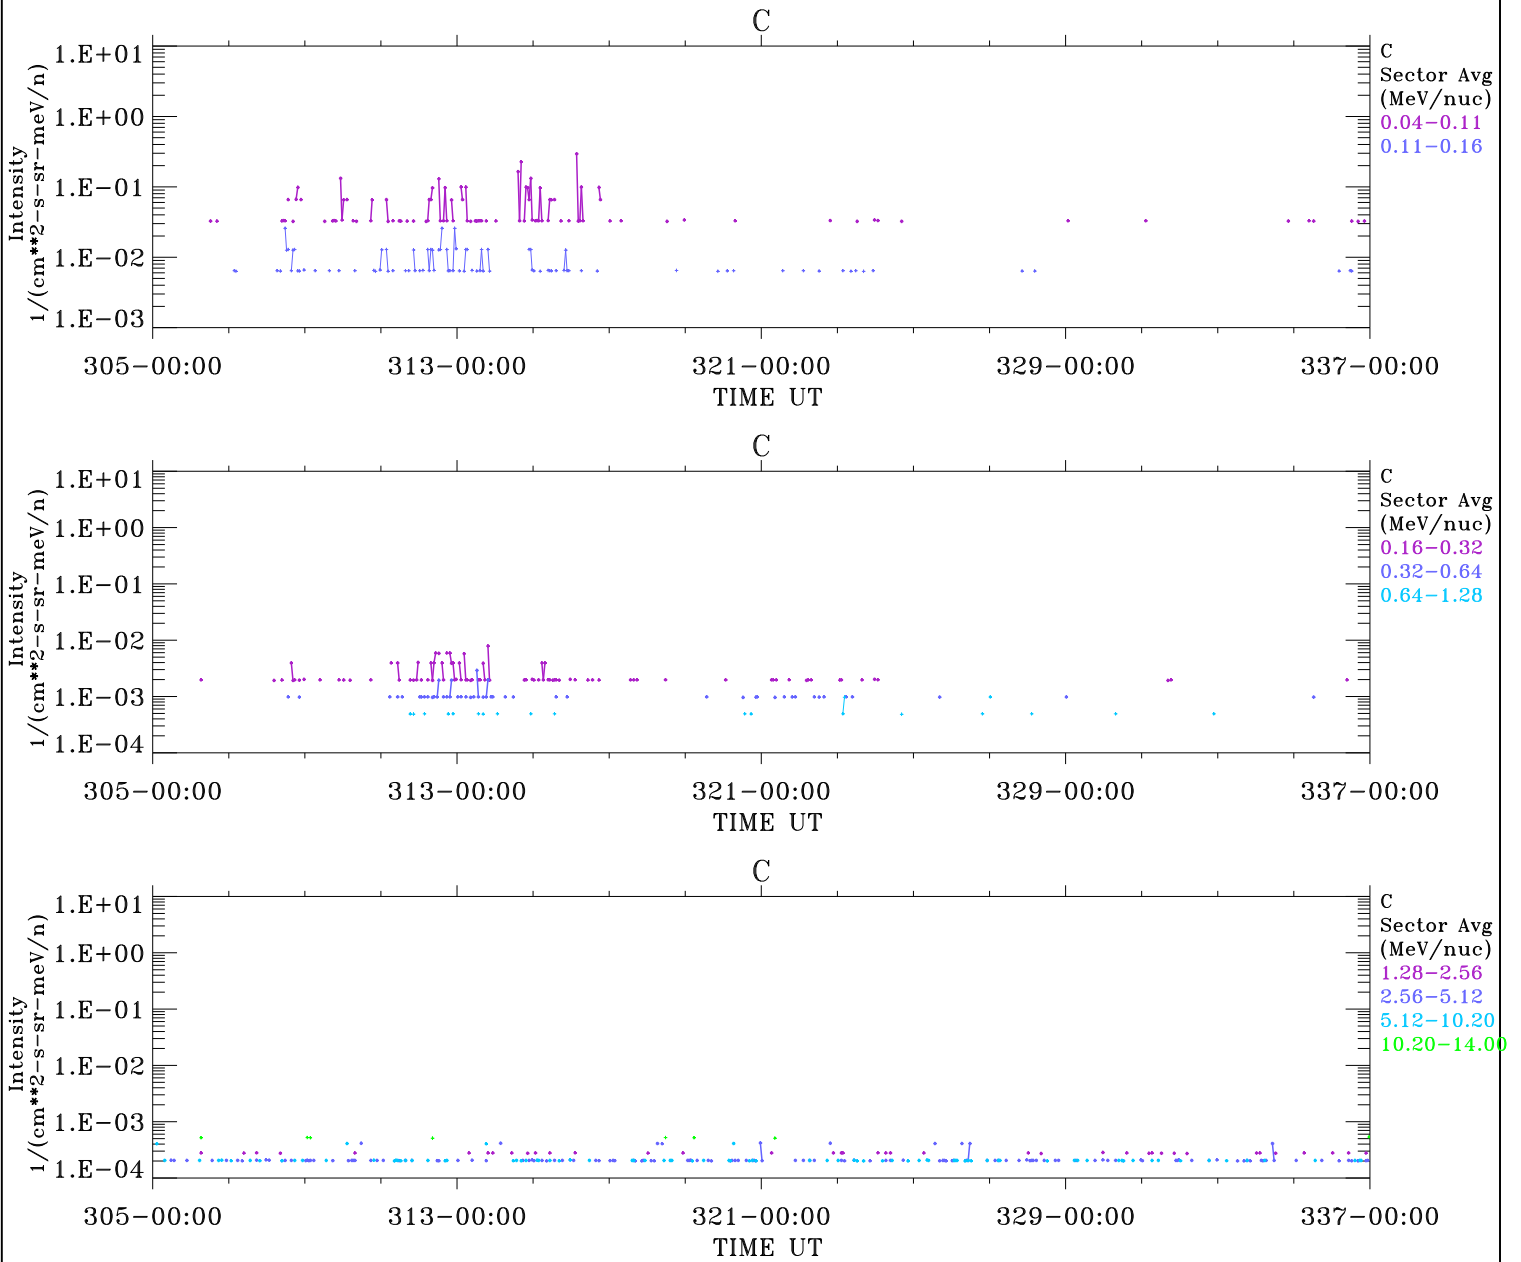 C
1.E+01
1.E+00
1.E−01
1.E−02
1.E−03
Intensity
1/(cm**2−s−sr−meV/n)
305−00:00 313−00:00 321−00:00 329−00:00 337−00:00
TIME UT
C
Sector Avg
(MeV/nuc)
0.04−0.11
0.11−0.16
C
1.E+01
1.E+00
1.E−01
1.E−02
1.E−03
1.E−04
Intensity
1/(cm**2−s−sr−meV/n)
305−00:00 313−00:00 321−00:00 329−00:00 337−00:00
TIME UT
C
Sector Avg
(MeV/nuc)
0.16−0.32
0.32−0.64
0.64−1.28
C
1.E+01
1.E+00
1.E−01
1.E−02
1.E−03
1.E−04
Intensity
1/(cm**2−s−sr−meV/n)
305−00:00 313−00:00 321−00:00 329−00:00 337−00:00
TIME UT
C
Sector Avg
(MeV/nuc)
1.28−2.56
2.56−5.12
5.12−10.20
10.20−14.00